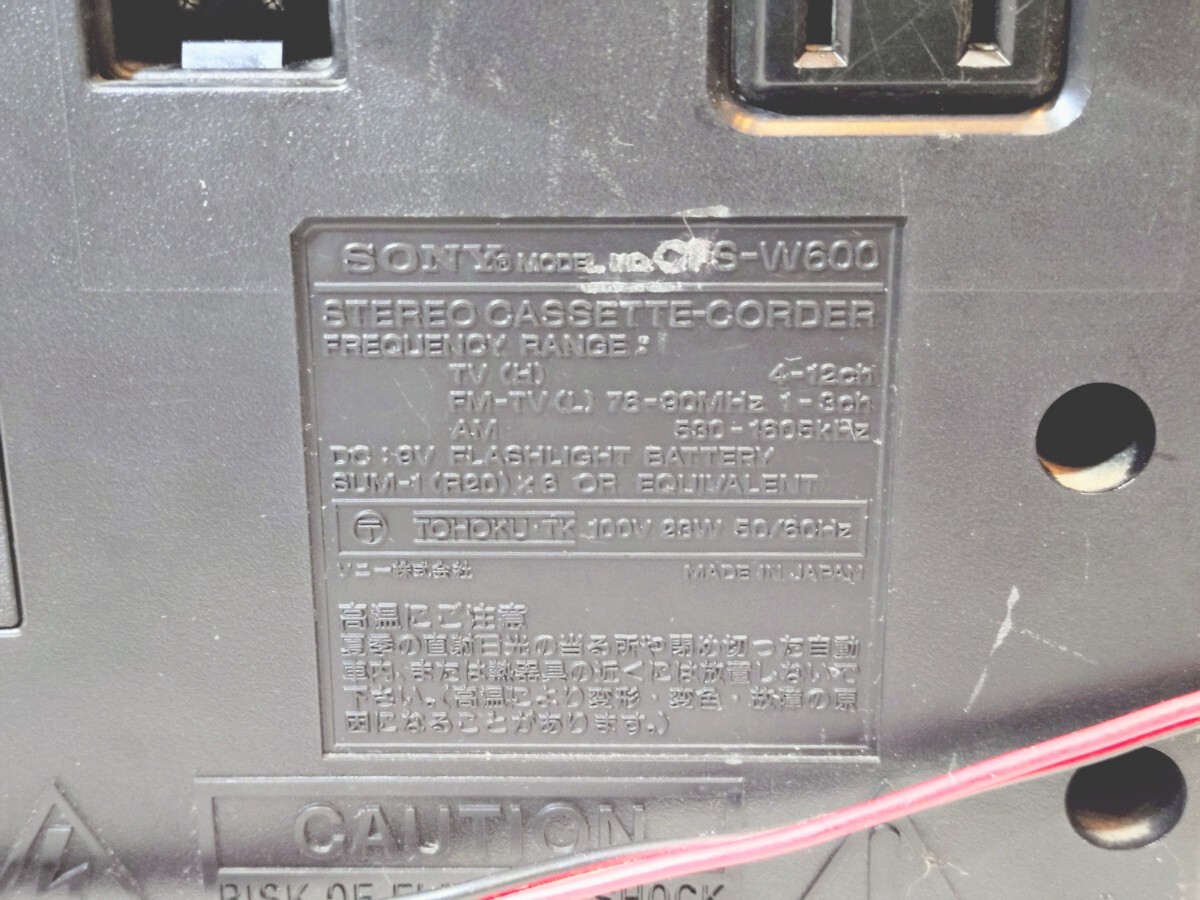 SONY® MODEL NO. CFS-W600
STEREO CASSETTE-CORDER
FREQUENCY RANGE:
TV (H) 4-12ch
FM-TV (L) 76-90MHz 1-3ch
AM 530-1605kHz
DC : 9V FLASHLIGHT BATTERY
SUM-1 (R20) × 6 OR EQUIVALENT
TOHOKU·TK 100V 23W 50/60Hz
ソニー株式会社 MADE IN JAPAN
高温にご注意
夏季の直射日光の当る所や閉め切った自動
車内、または熱器具の近くには放置しないで
下さい。(高温により変形・変色・故障の原
因になることがあります。)
CAUTION
RISK OF SHOCK